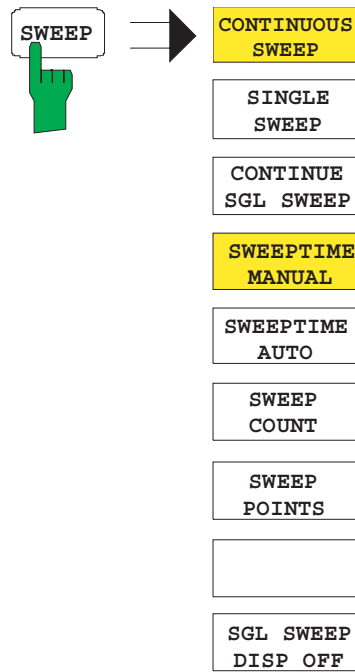 SWEEP
CONTINUOUS
SWEEP
SINGLE
SWEEP
CONTINUE
SGL SWEEP
SWEEPTIME
MANUAL
SWEEPTIME
AUTO
SWEEP
COUNT
SWEEP
POINTS
SGL SWEEP
DISP OFF